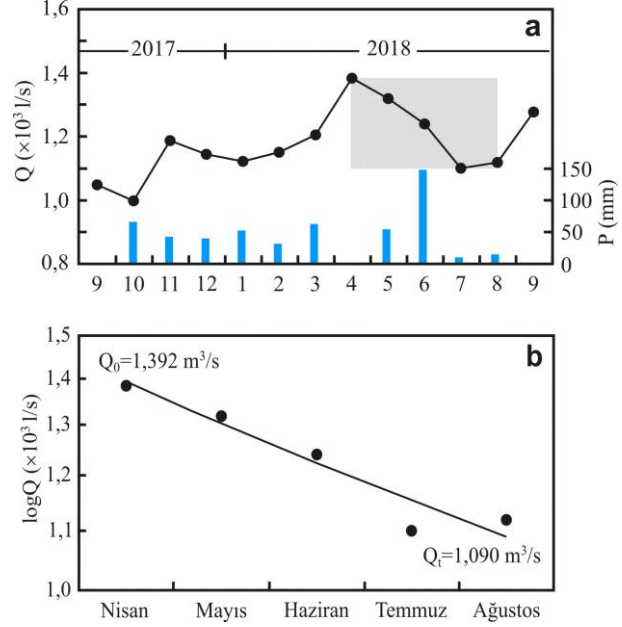 a
1,6
1,4
1,2
1,0
0,8
Q (×10³ l/s)
2017
2018
150
100
50
0
P (mm)
9 10 11 12 1 2 3 4 5 6 7 8 9
b
1,5
1,4
1,3
1,2
1,1
1,0
logQ (×10³ l/s)
Q₀=1,392 m³/s
Qₜ=1,090 m³/s
Nisan Mayıs Haziran Temmuz Ağustos